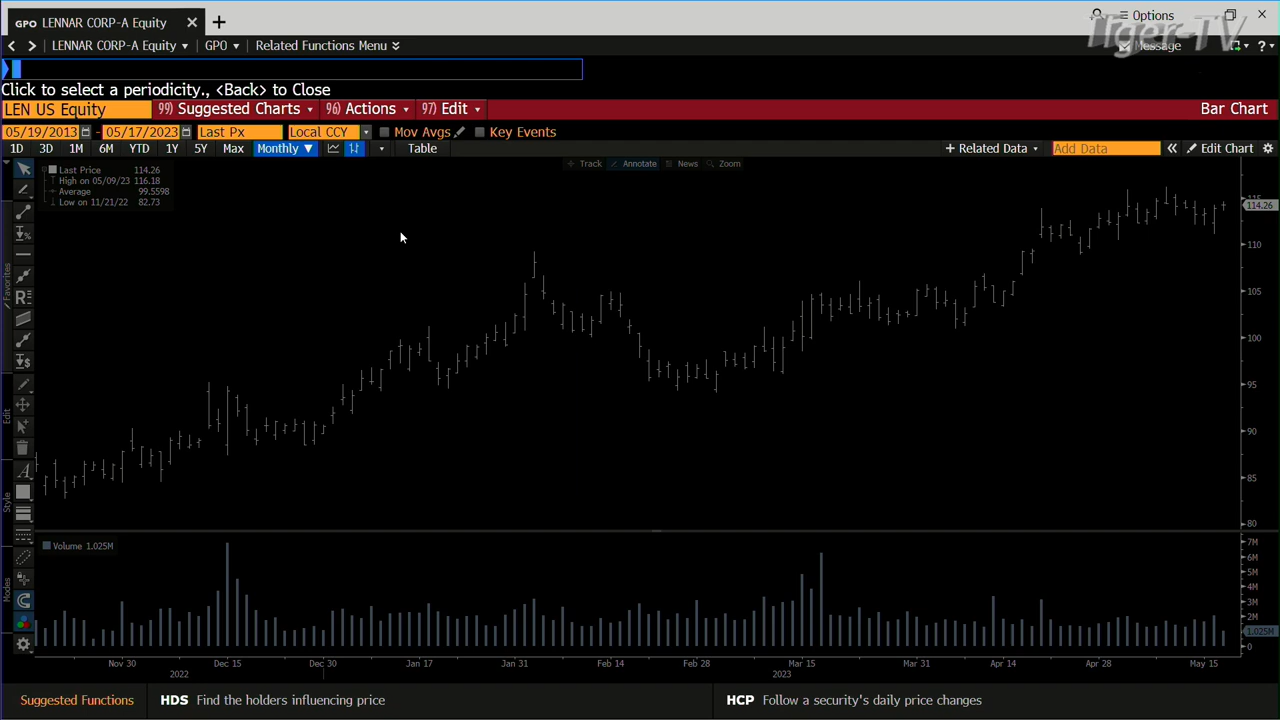 GPO LENNAR CORP-A Equity
Options
LENNAR CORP-A Equity GPO Related Functions Menu
Message
Tiger-TV
Click to select a periodicity., <Back> to Close
LEN US Equity 99) Suggested Charts 96) Actions 97) Edit Bar Chart
05/19/2013 - 05/17/2023 Last Px Local CCY Mov Avgs Key Events
1D 3D 1M 6M YTD 1Y 5Y Max Monthly ▼ Table + Related Data Add Data « Edit Chart
Track Annotate News Zoom
Last Price 114.26
High on 05/09/23 116.18
Average 99.5598
Low on 11/21/22 82.73
115
114.26
110
105
100
95
90
85
80
Favorites
Edit
Style
Modes
Volume 1.025M
7M
6M
5M
4M
3M
2M
1.025M
0
Nov 30 Dec 15 Dec 30 Jan 17 Jan 31 Feb 14 Feb 28 Mar 15 Mar 31 Apr 14 Apr 28 May 15
2022 2023
Suggested Functions HDS Find the holders influencing price HCP Follow a security's daily price changes